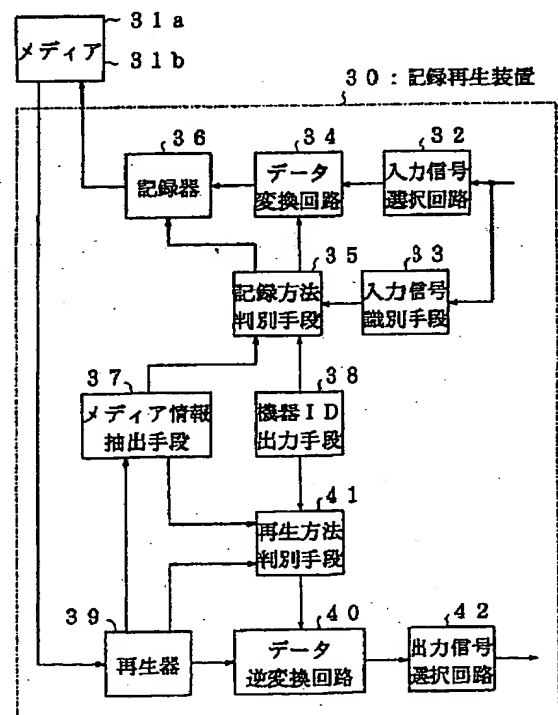 31a
メディア
31b
30:記録再生装置
36
34
32
記録器
データ
変換回路
入力信号
選択回路
35
33
記録方法
判別手段
入力信号
識別手段
37
38
メディア情報
抽出手段
機器ID
出力手段
41
再生方法
判別手段
39
40
42
再生器
データ
逆変換回路
出力信号
選択回路